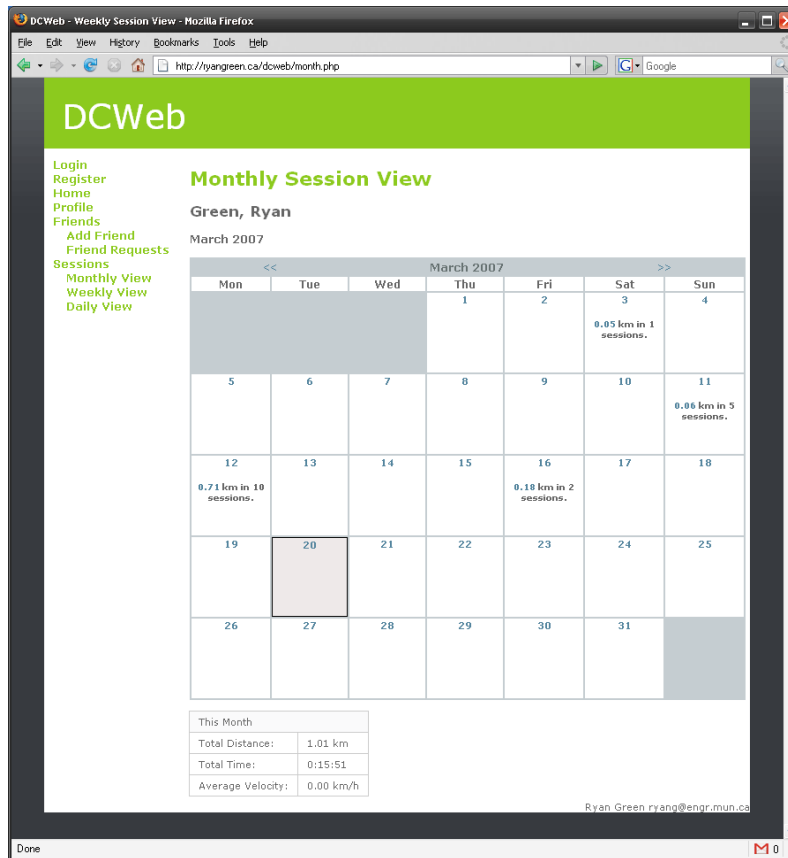 DCWeb - Weekly Session View - Mozilla Firefox
File Edit View History Bookmarks Tools Help
http://ryangreen.ca/dcweb/month.php
G Google
DCWeb
Login
Register
Home
Profile
Friends
Add Friend
Friend Requests
Sessions
Monthly View
Weekly View
Daily View
Monthly Session View
Green, Ryan
March 2007
<< March 2007 >>
Mon Tue Wed Thu Fri Sat Sun
1 2 3 4
0.05 km in 1
sessions.
5 6 7 8 9 10 11
0.06 km in 5
sessions.
12 13 14 15 16 17 18
0.71 km in 10 0.18 km in 2
sessions. sessions.
19 20 21 22 23 24 25
26 27 28 29 30 31
This Month
Total Distance: 1.01 km
Total Time: 0:15:51
Average Velocity: 0.00 km/h
Ryan Green ryang@engr.mun.ca
Done 0